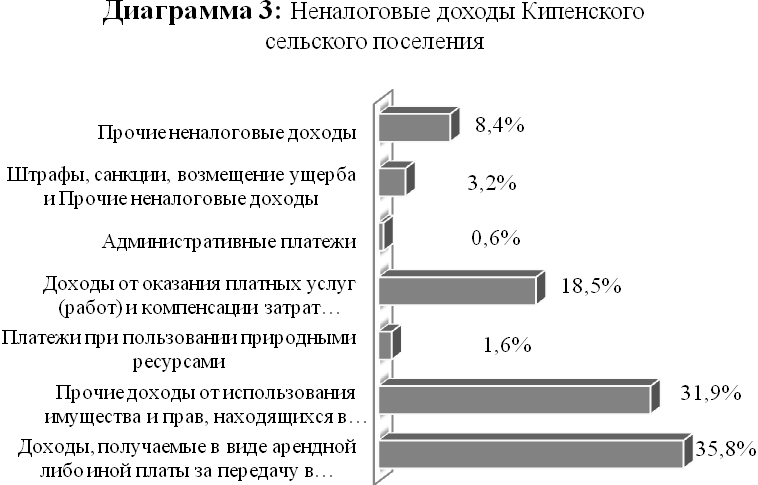 Диаграмма 3: Неналоговые доходы Кипенского
сельского поселения
Прочие неналоговые доходы
8,4%
Штрафы, санкции, возмещение ущерба
и Прочие неналоговые доходы
3,2%
Административные платежи
0,6%
Доходы от оказания платных услуг
(работ) и компенсации затрат…
18,5%
Платежи при пользовании природными
ресурсами
1,6%
Прочие доходы от использования
имущества и прав, находящихся в…
31,9%
Доходы, получаемые в виде арендной
либо иной платы за передачу в…
35,8%